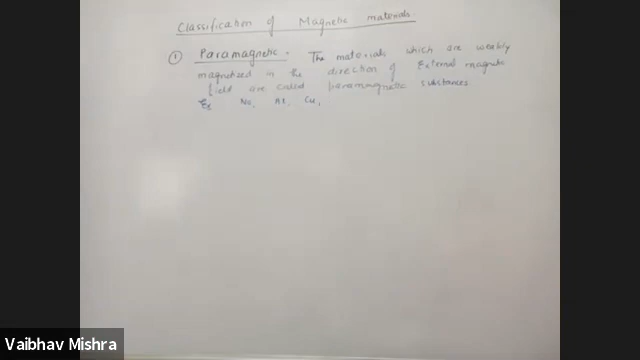 Classification of Magnetic materials
① Paramagnetic - The materials which are weakly
magnetized in the direction of External magnetic
field are called paramagnetic substances.
Ex Na, Al, Cu,
Vaibhav Mishra